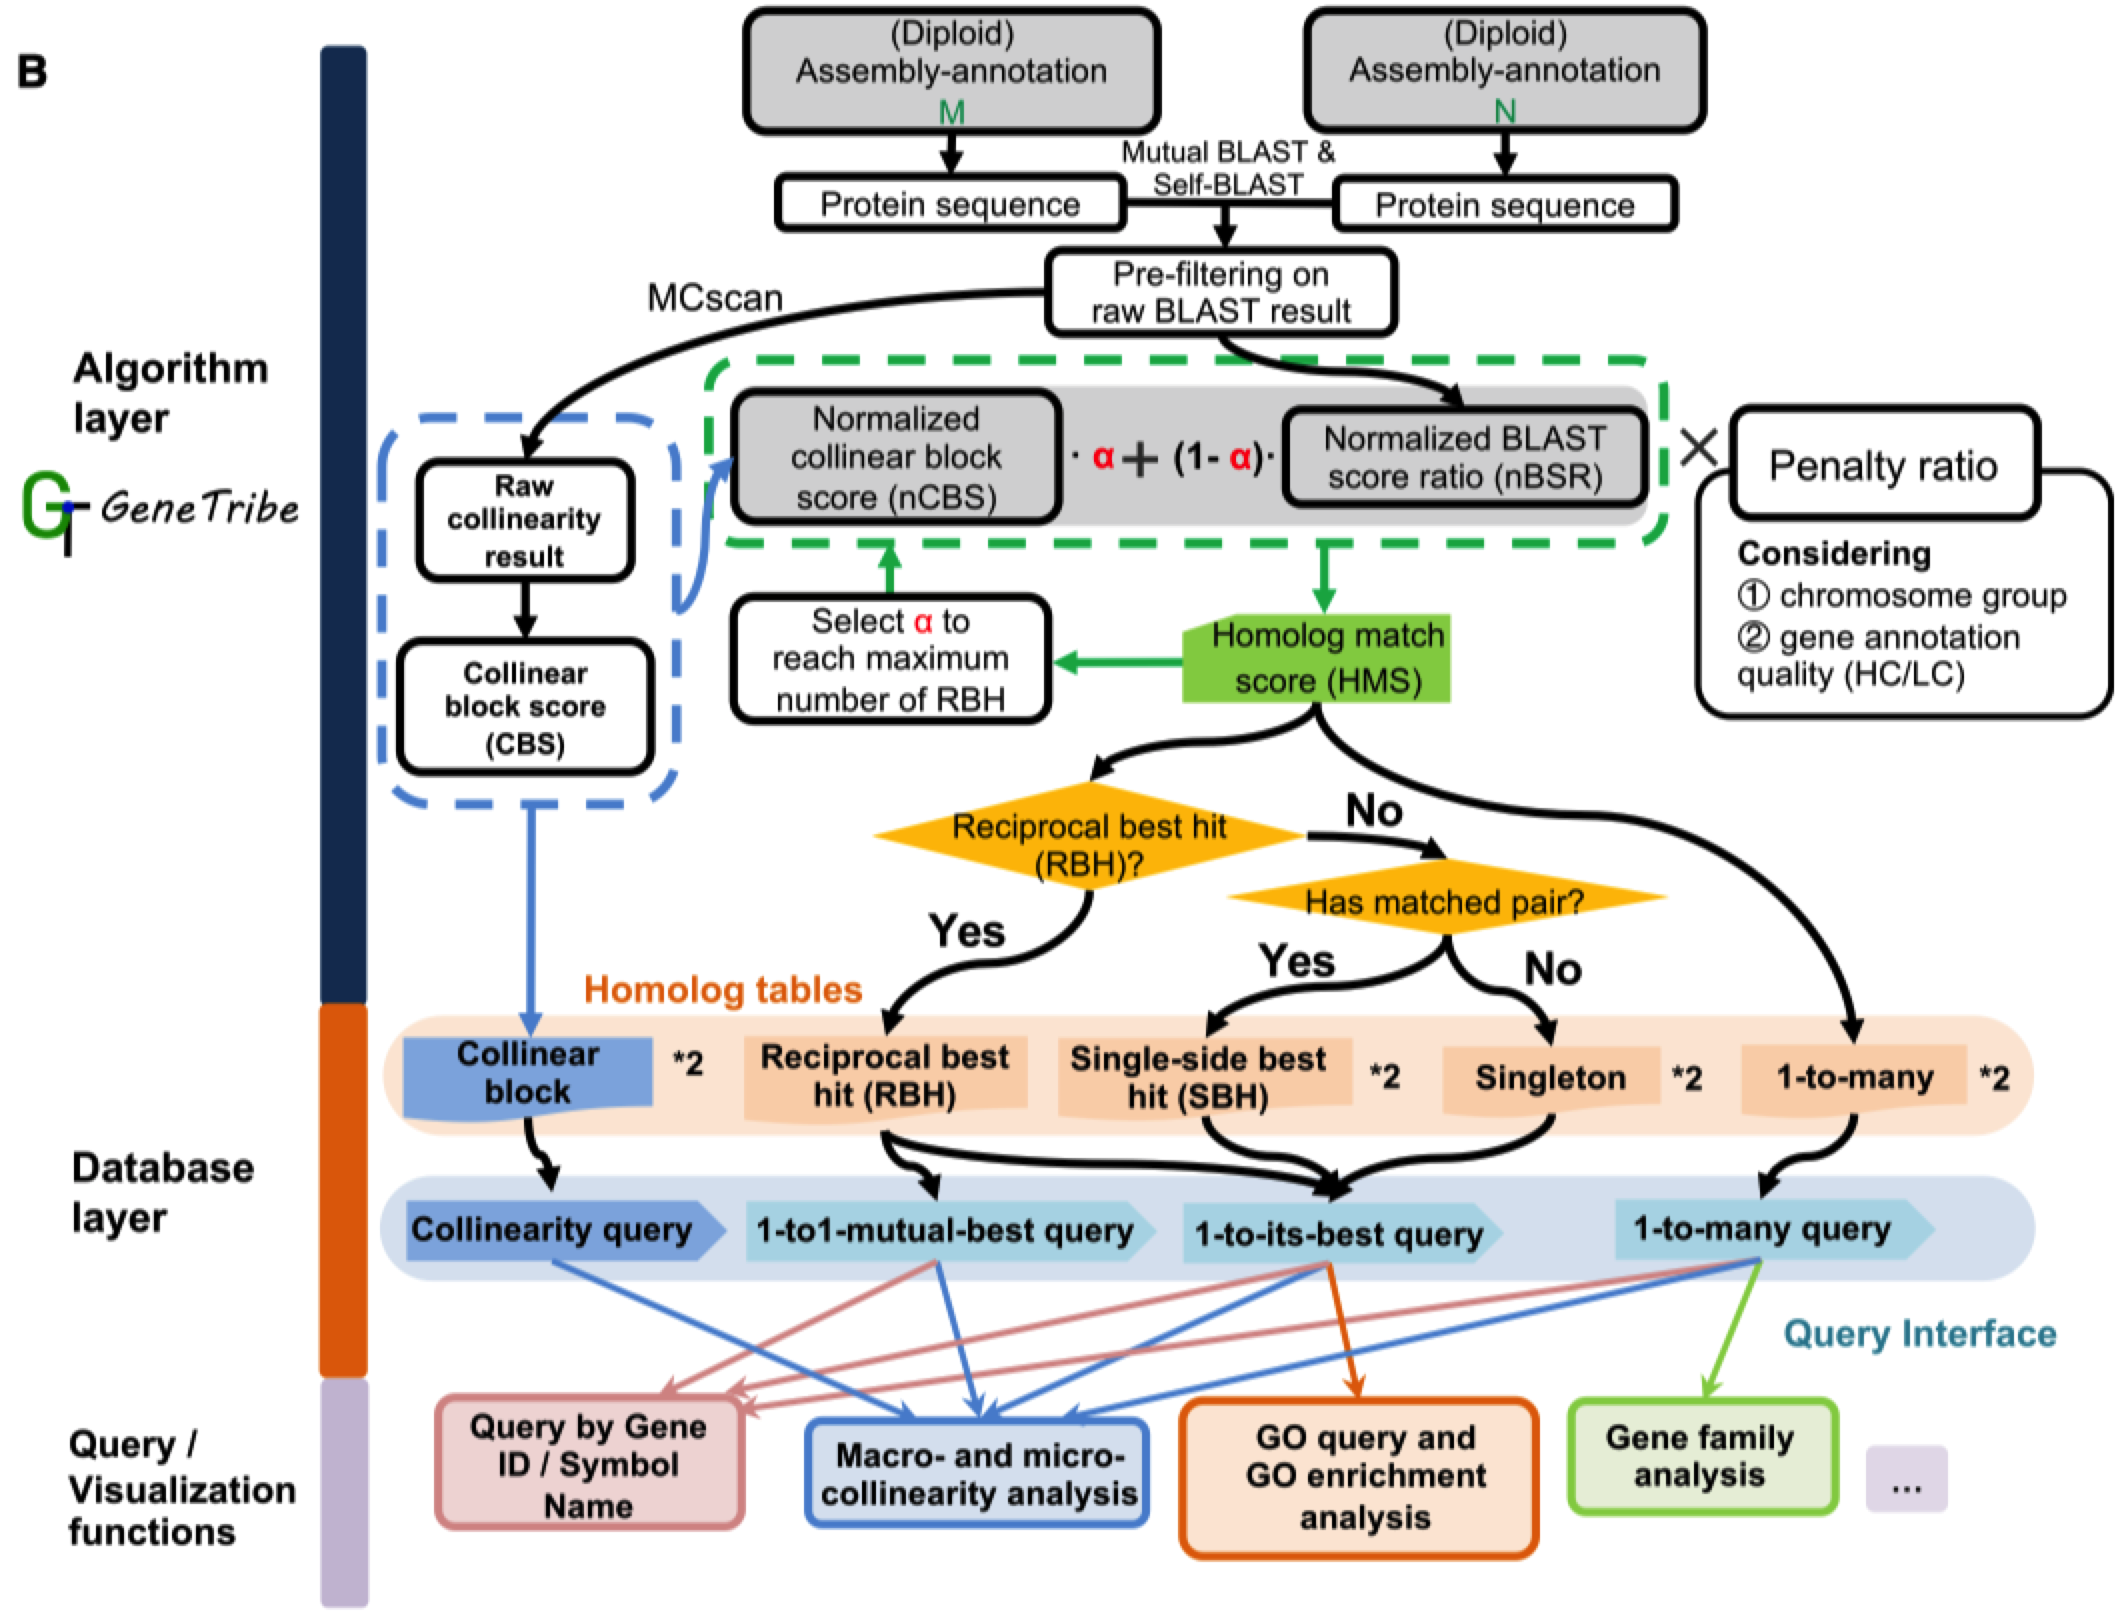 B
(Diploid)
Assembly-annotation
M
(Diploid)
Assembly-annotation
N
Mutual BLAST &
Self-BLAST
Protein sequence
Protein sequence
Pre-filtering on
raw BLAST result
MCscan
Algorithm
layer
GT GeneTribe
Normalized
collinear block
score (nCBS)
· α + (1- α)·
Normalized BLAST
score ratio (nBSR)
×
Penalty ratio
Considering
① chromosome group
② gene annotation
quality (HC/LC)
Raw
collinearity
result
Collinear
block score
(CBS)
Select α to
reach maximum
number of RBH
Homolog match
score (HMS)
Reciprocal best hit
(RBH)?
No
Has matched pair?
Yes
Yes
No
Homolog tables
Collinear
block
*2
Reciprocal best
hit (RBH)
Single-side best
hit (SBH)
*2
Singleton
*2
1-to-many
*2
Database
layer
Collinearity query
1-to1-mutual-best query
1-to-its-best query
1-to-many query
Query Interface
Query /
Visualization
functions
Query by Gene
ID / Symbol
Name
Macro- and micro-
collinearity analysis
GO query and
GO enrichment
analysis
Gene family
analysis
...